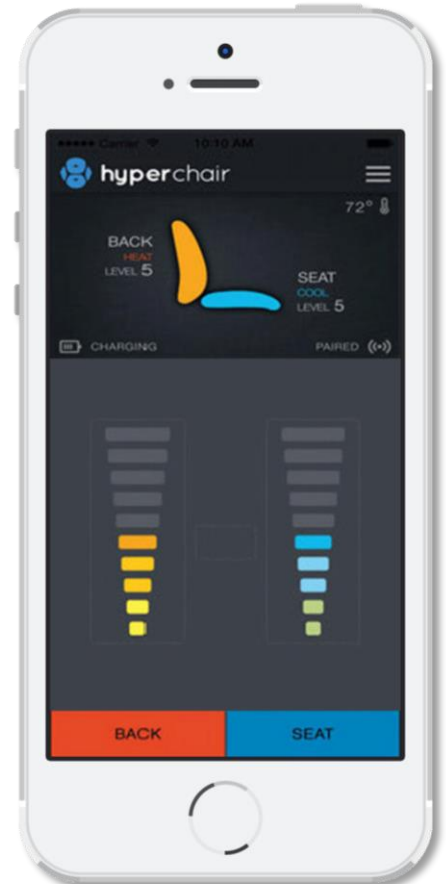 Carrier 10:10 AM
hyperchair
72°
BACK
HEAT
LEVEL 5
SEAT
COOL
LEVEL 5
CHARGING
PAIRED
BACK
SEAT